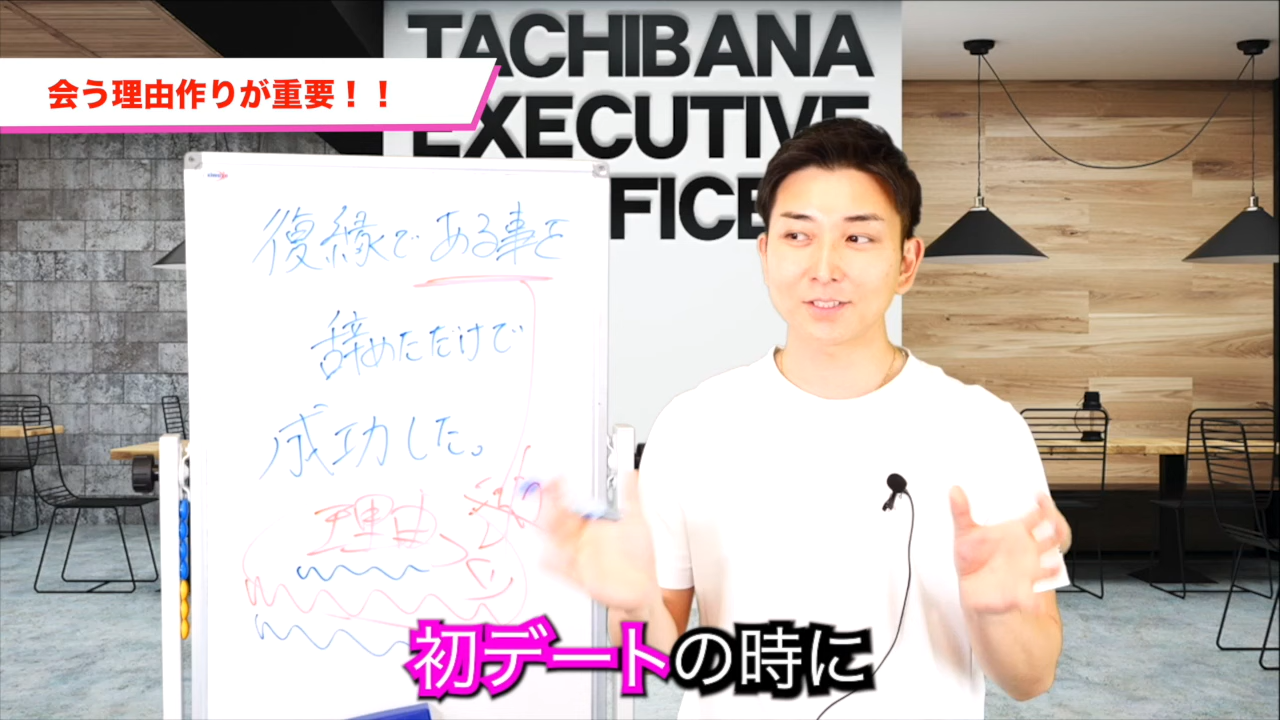 TACHIBANA
EXECUTIVE
FICE
会う理由作りが重要！！
復縁である事を
辞めただけで
成功した。
理由
初デートの時に